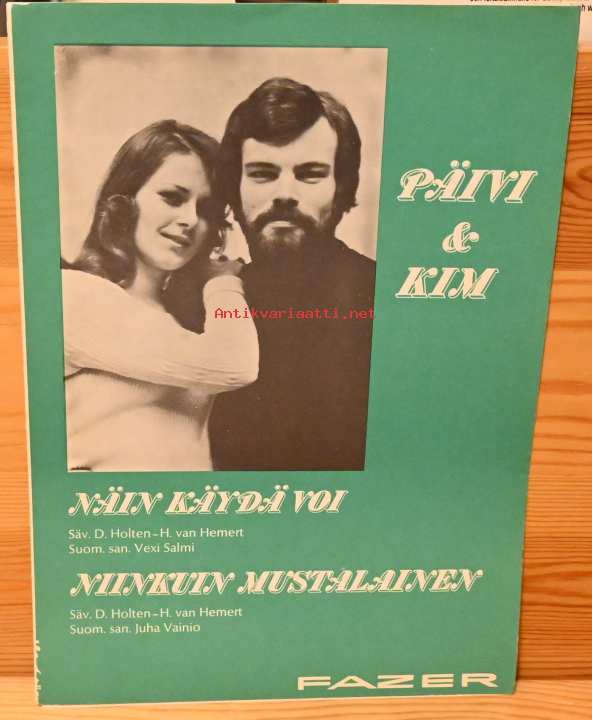 PÄIVI
&
KIM
Antikvariaatti.net
NÄIN KÄYDÄ VOI
Säv. D. Holten–H. van Hemert
Suom. san. Vexi Salmi
NIINKUIN MUSTALAINEN
Säv. D. Holten–H. van Hemert
Suom. san. Juha Vainio
FAZER